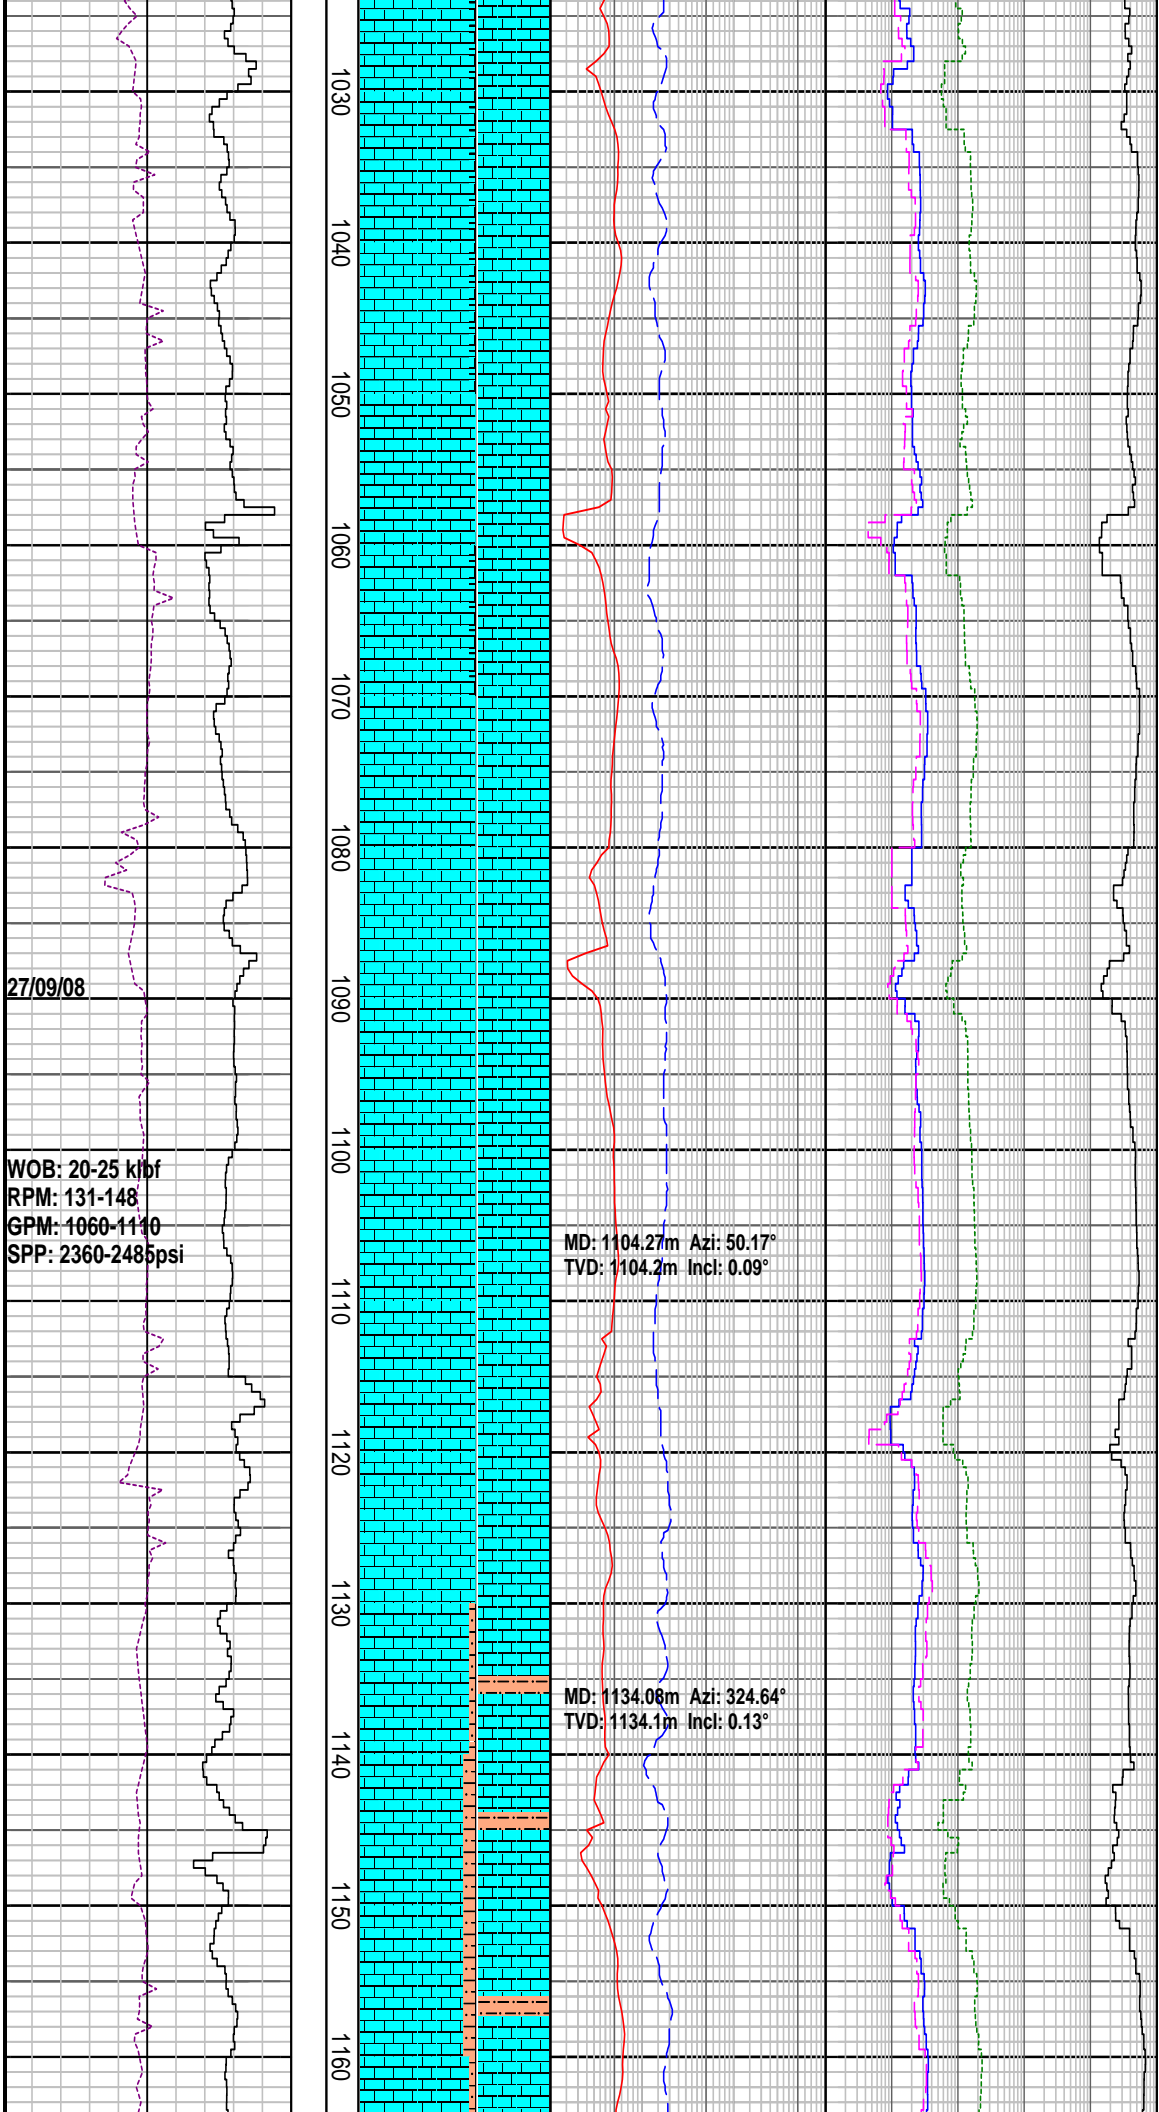 1030
1040
1050
1060
1070
1080
27/09/08
1090
1100
WOB: 20-25 klbf
RPM: 131-148
GPM: 1060-1110
SPP: 2360-2485psi
MD: 1104.27m Azi: 50.17°
TVD: 1104.2m Incl: 0.09°
1110
1120
1130
MD: 1134.08m Azi: 324.64°
TVD: 1134.1m Incl: 0.13°
1140
1150
1160